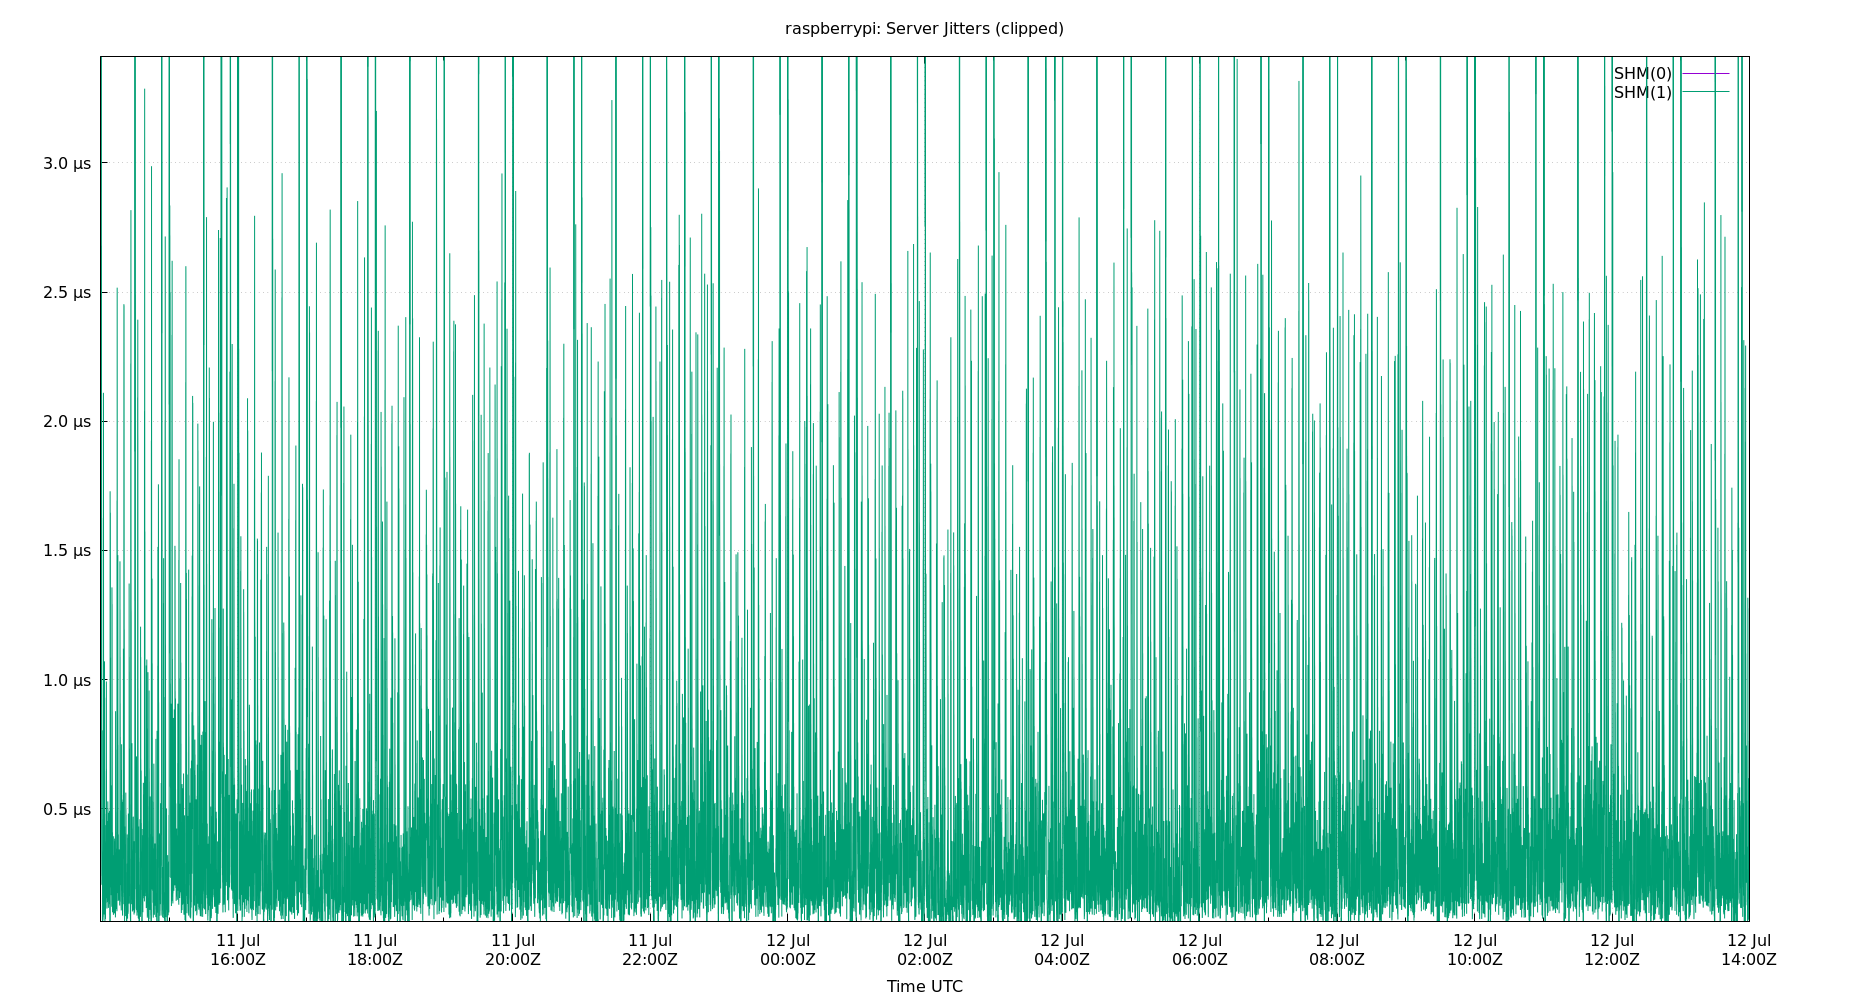 raspberrypi: Server Jitters (clipped)
SHM(0)
SHM(1)
3.0 µs
2.5 µs
2.0 µs
1.5 µs
1.0 µs
0.5 µs
11 Jul 11 Jul 11 Jul 11 Jul 12 Jul 12 Jul 12 Jul 12 Jul 12 Jul 12 Jul 12 Jul 12 Jul
16:00Z 18:00Z 20:00Z 22:00Z 00:00Z 02:00Z 04:00Z 06:00Z 08:00Z 10:00Z 12:00Z 14:00Z
Time UTC